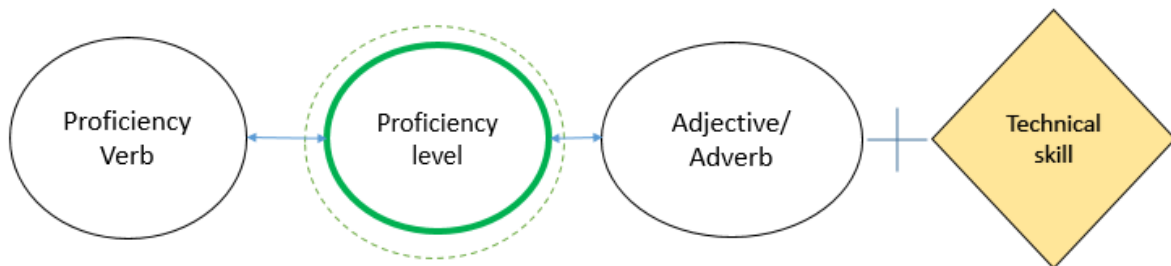 Proficiency
Verb
Proficiency
level
Adjective/
Adverb
Technical
skill